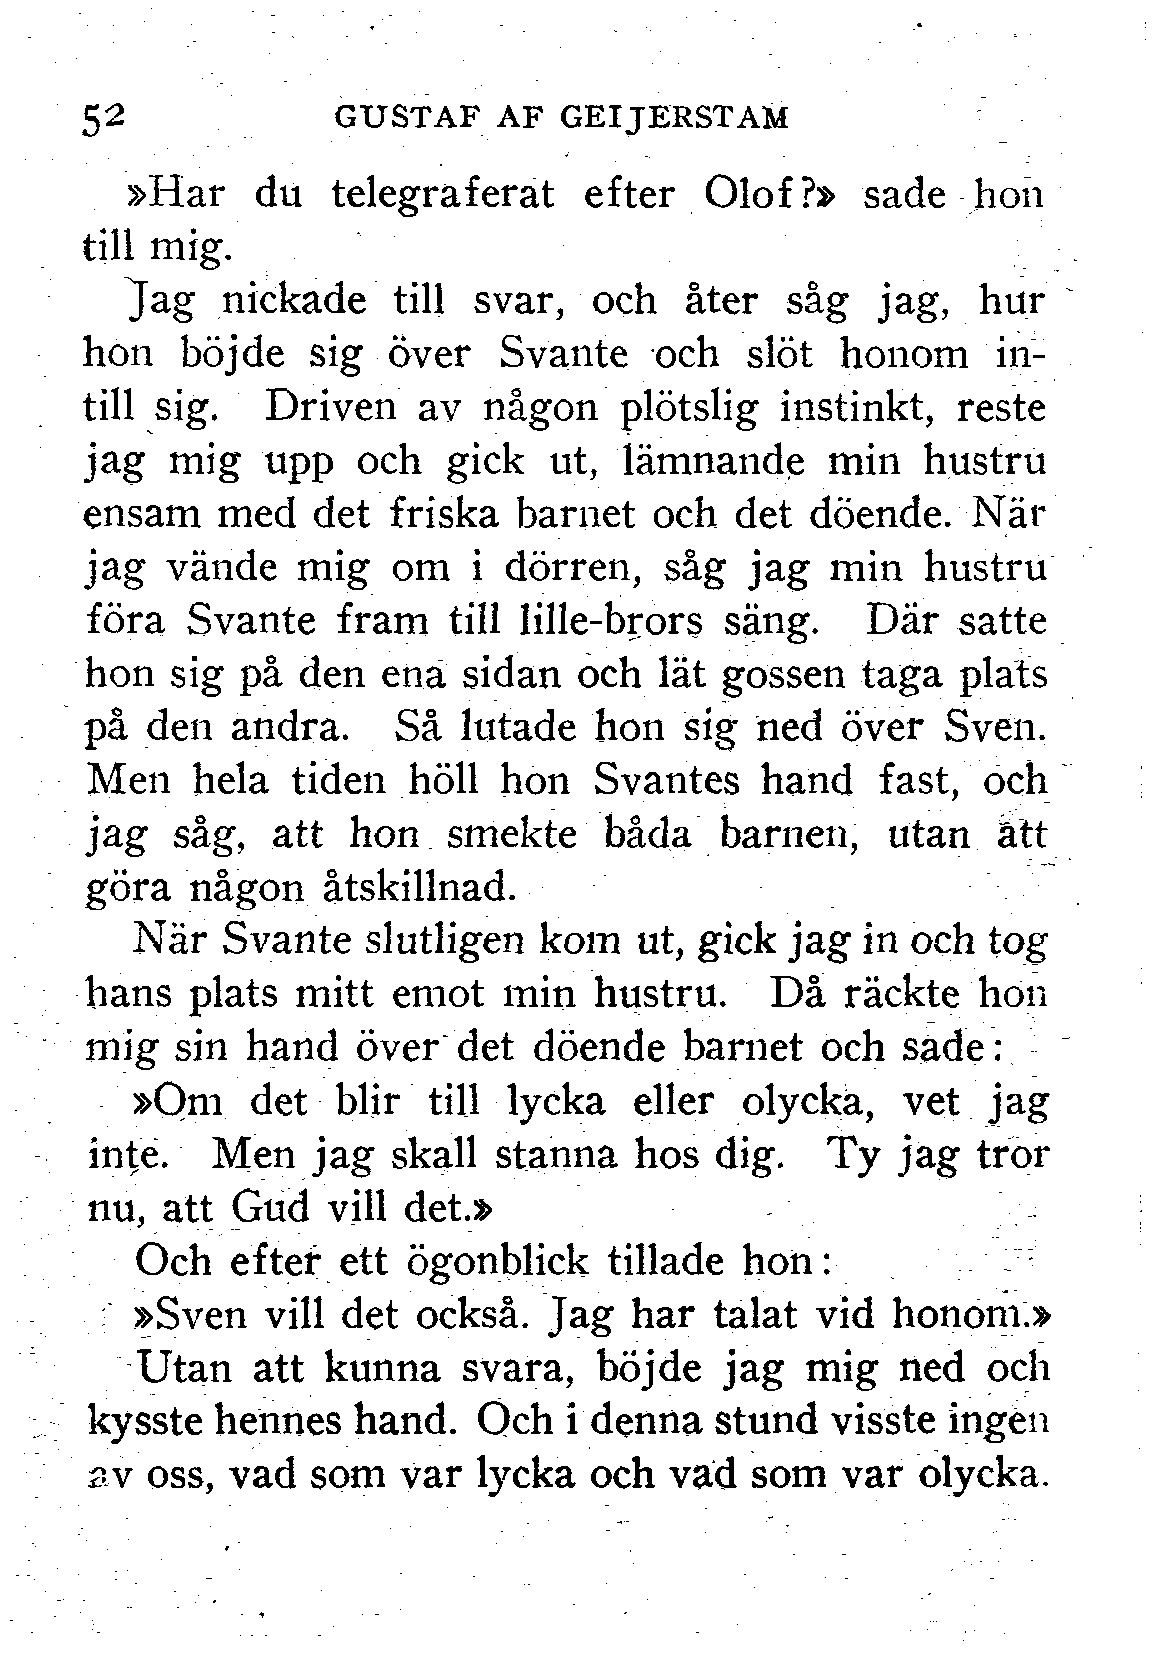 52 GUSTAF AF GEIJERSTAM
»Har du telegraferat efter Olof?» sade hon
till mig.
Jag nickade till svar, och åter såg jag, hur
hon böjde sig över Svante och slöt honom in-
till sig. Driven av någon plötslig instinkt, reste
jag mig upp och gick ut, lämnande min hustru
ensam med det friska barnet och det döende. När
jag vände mig om i dörren, såg jag min hustru
föra Svante fram till lille-brors säng. Där satte
hon sig på den ena sidan och lät gossen taga plats
på den andra. Så lutade hon sig ned över Sven.
Men hela tiden höll hon Svantes hand fast, och
jag såg, att hon smekte båda barnen, utan att
göra någon åtskillnad.
När Svante slutligen kom ut, gick jag in och tog
hans plats mitt emot min hustru. Då räckte hon
mig sin hand över det döende barnet och sade:
»Om det blir till lycka eller olycka, vet jag
inte. Men jag skall stanna hos dig. Ty jag tror
nu, att Gud vill det.»
Och efter ett ögonblick tillade hon:
»Sven vill det också. Jag har talat vid honom.»
Utan att kunna svara, böjde jag mig ned och
kysste hennes hand. Och i denna stund visste ingen
av oss, vad som var lycka och vad som var olycka.